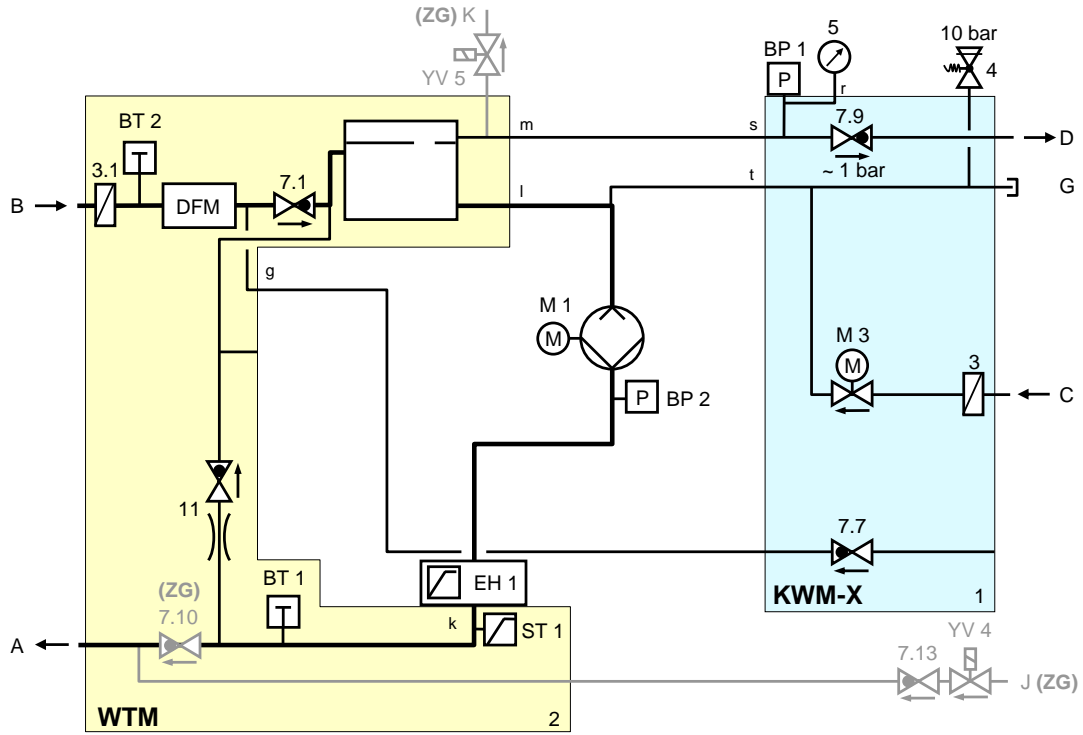 (ZG) K
YV 5
5
BP 1
P
10 bar
4
r
BT 2
3.1
DFM
7.1
m
s
7.9
D
~ 1 bar
B
l
t
G
g
M 1
M
M 3
M
3
C
P
BP 2
11
7.7
EH 1
BT 1
(ZG)
7.10
KWM-X
1
k
ST 1
A
YV 4
7.13
J (ZG)
WTM
2